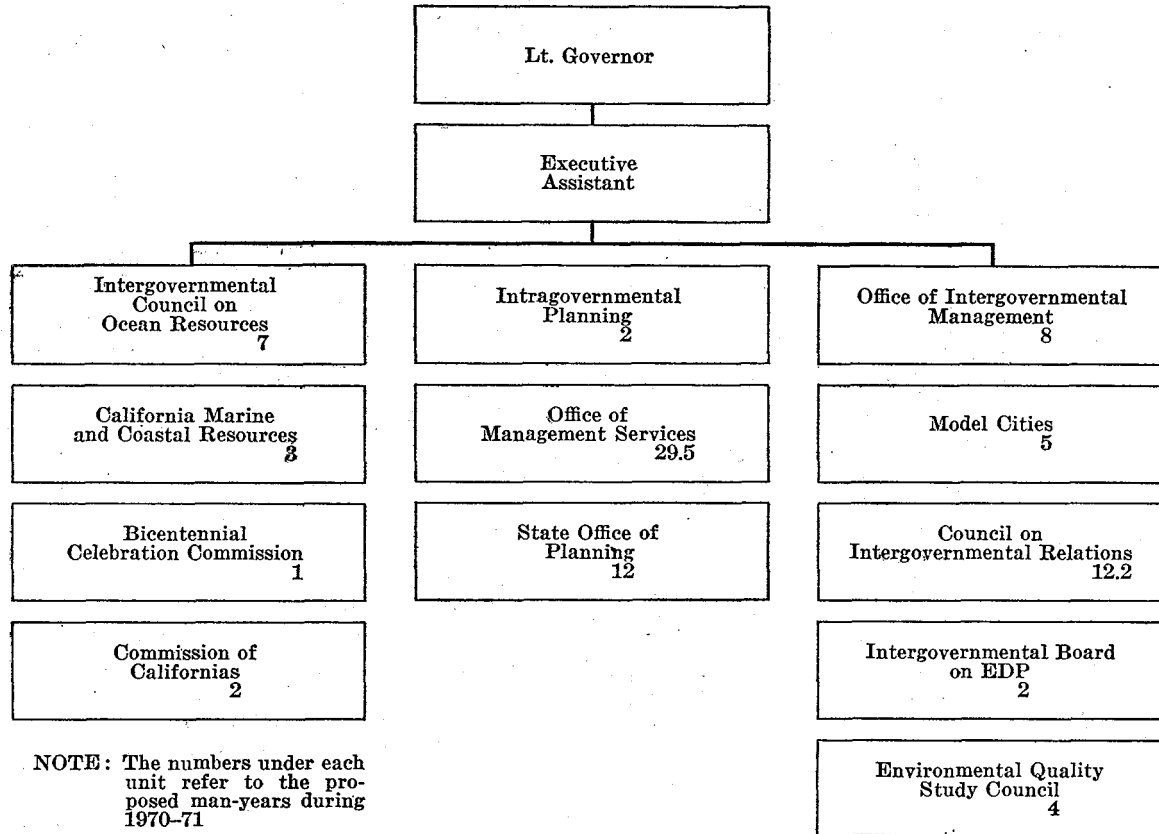 Lt. Governor
Executive
Assistant
Intergovernmental
Council on
Ocean Resources
7
California Marine
and Coastal Resources
3
Bicentennial
Celebration Commission
1
Commission of
Californias
2
NOTE: The numbers under each
unit refer to the pro-
posed man-years during
1970–71
Intragovernmental
Planning
2
Office of
Management Services
29.5
State Office of
Planning
12
Office of Intergovernmental
Management
8
Model Cities
5
Council on
Intergovernmental Relations
12.2
Intergovernmental Board
on EDP
2
Environmental Quality
Study Council
4